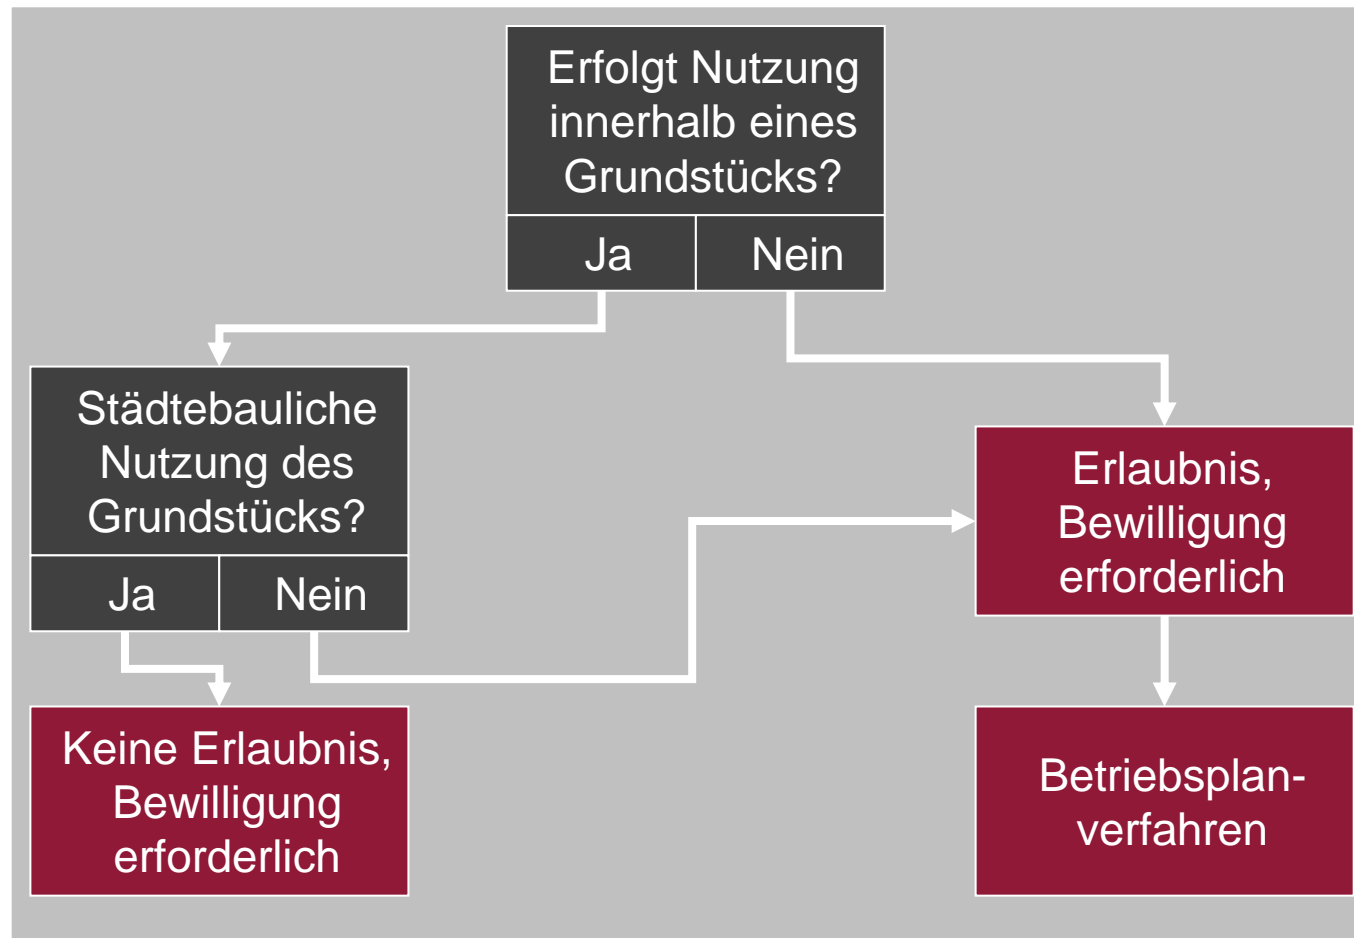 Erfolgt Nutzung
innerhalb eines
Grundstücks?
Ja
Nein
Städtebauliche
Nutzung des
Grundstücks?
Ja
Nein
Erlaubnis,
Bewilligung
erforderlich
Keine Erlaubnis,
Bewilligung
erforderlich
Betriebsplan-
verfahren